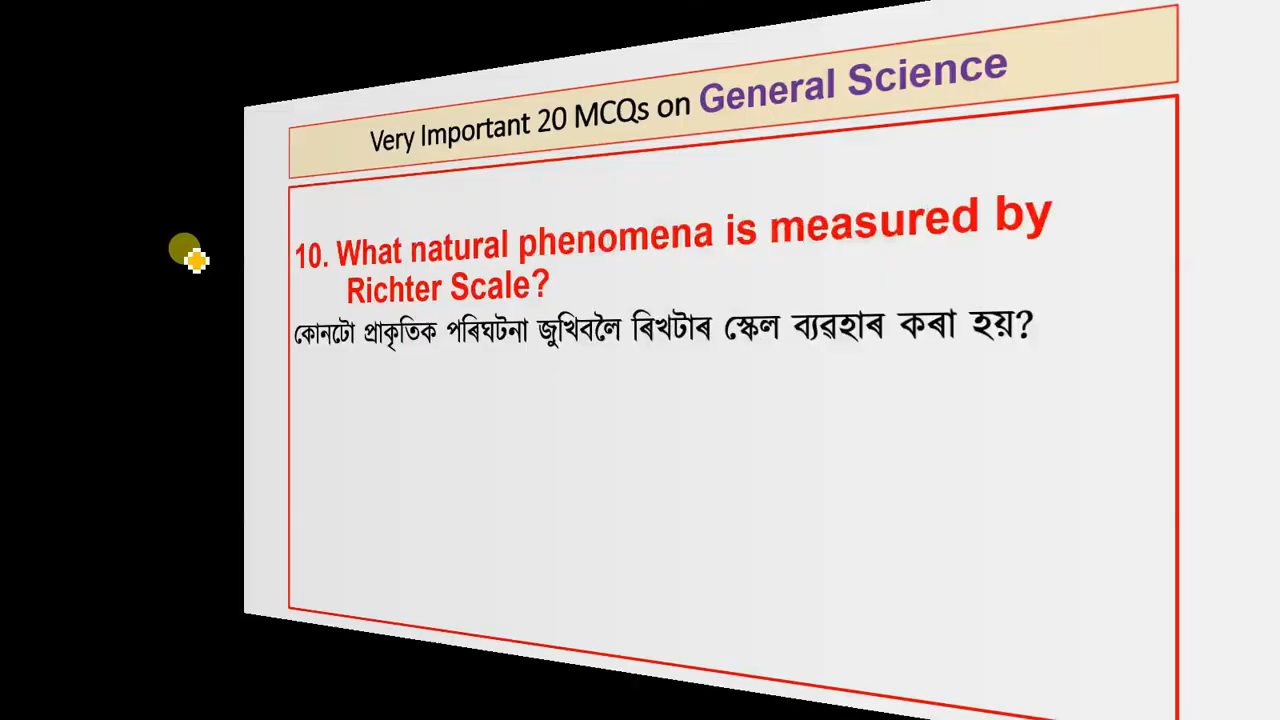 Very Important 20 MCQs on General Science
10. What natural phenomena is measured by
Richter Scale?
কোনটো প্ৰাকৃতিক পৰিঘটনা জুখিবলৈ ৰিখটাৰ স্কেল ব্যৱহাৰ কৰা হয়?